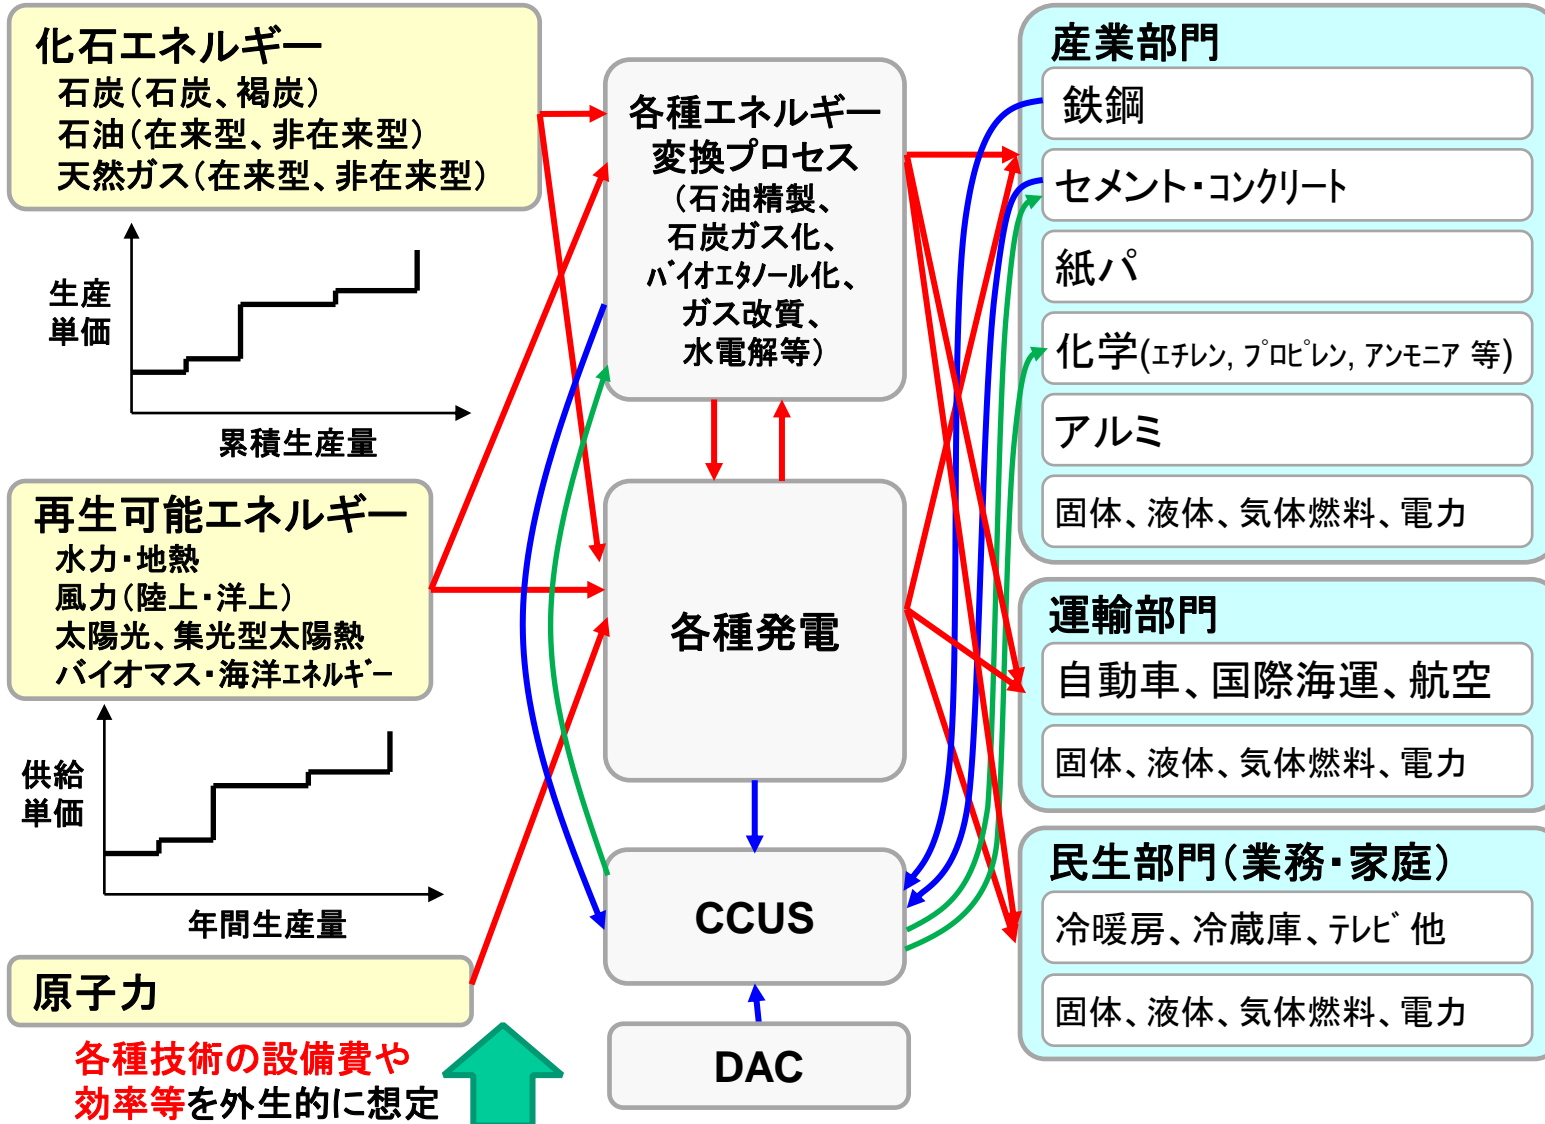 化石エネルギー
石炭（石炭、褐炭）
石油（在来型、非在来型）
天然ガス（在来型、非在来型）
生産
単価
累積生産量
再生可能エネルギー
水力・地熱
風力（陸上・洋上）
太陽光、集光型太陽熱
バイオマス・海洋エネルギー
供給
単価
年間生産量
原子力
各種技術の設備費や
効率等を外生的に想定
各種エネルギー
変換プロセス
（石油精製、
石炭ガス化、
バイオエタノール化、
ガス改質、
水電解等）
各種発電
CCUS
DAC
産業部門
鉄鋼
セメント・コンクリート
紙パ
化学(エチレン, プロピレン, アンモニア 等)
アルミ
固体、液体、気体燃料、電力
運輸部門
自動車、国際海運、航空
固体、液体、気体燃料、電力
民生部門（業務・家庭）
冷暖房、冷蔵庫、テレビ 他
固体、液体、気体燃料、電力